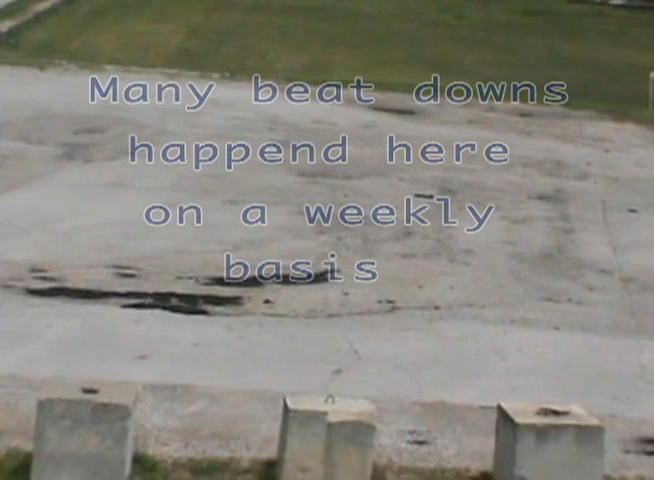 Many beat downs
happend here
on a weekly
basis